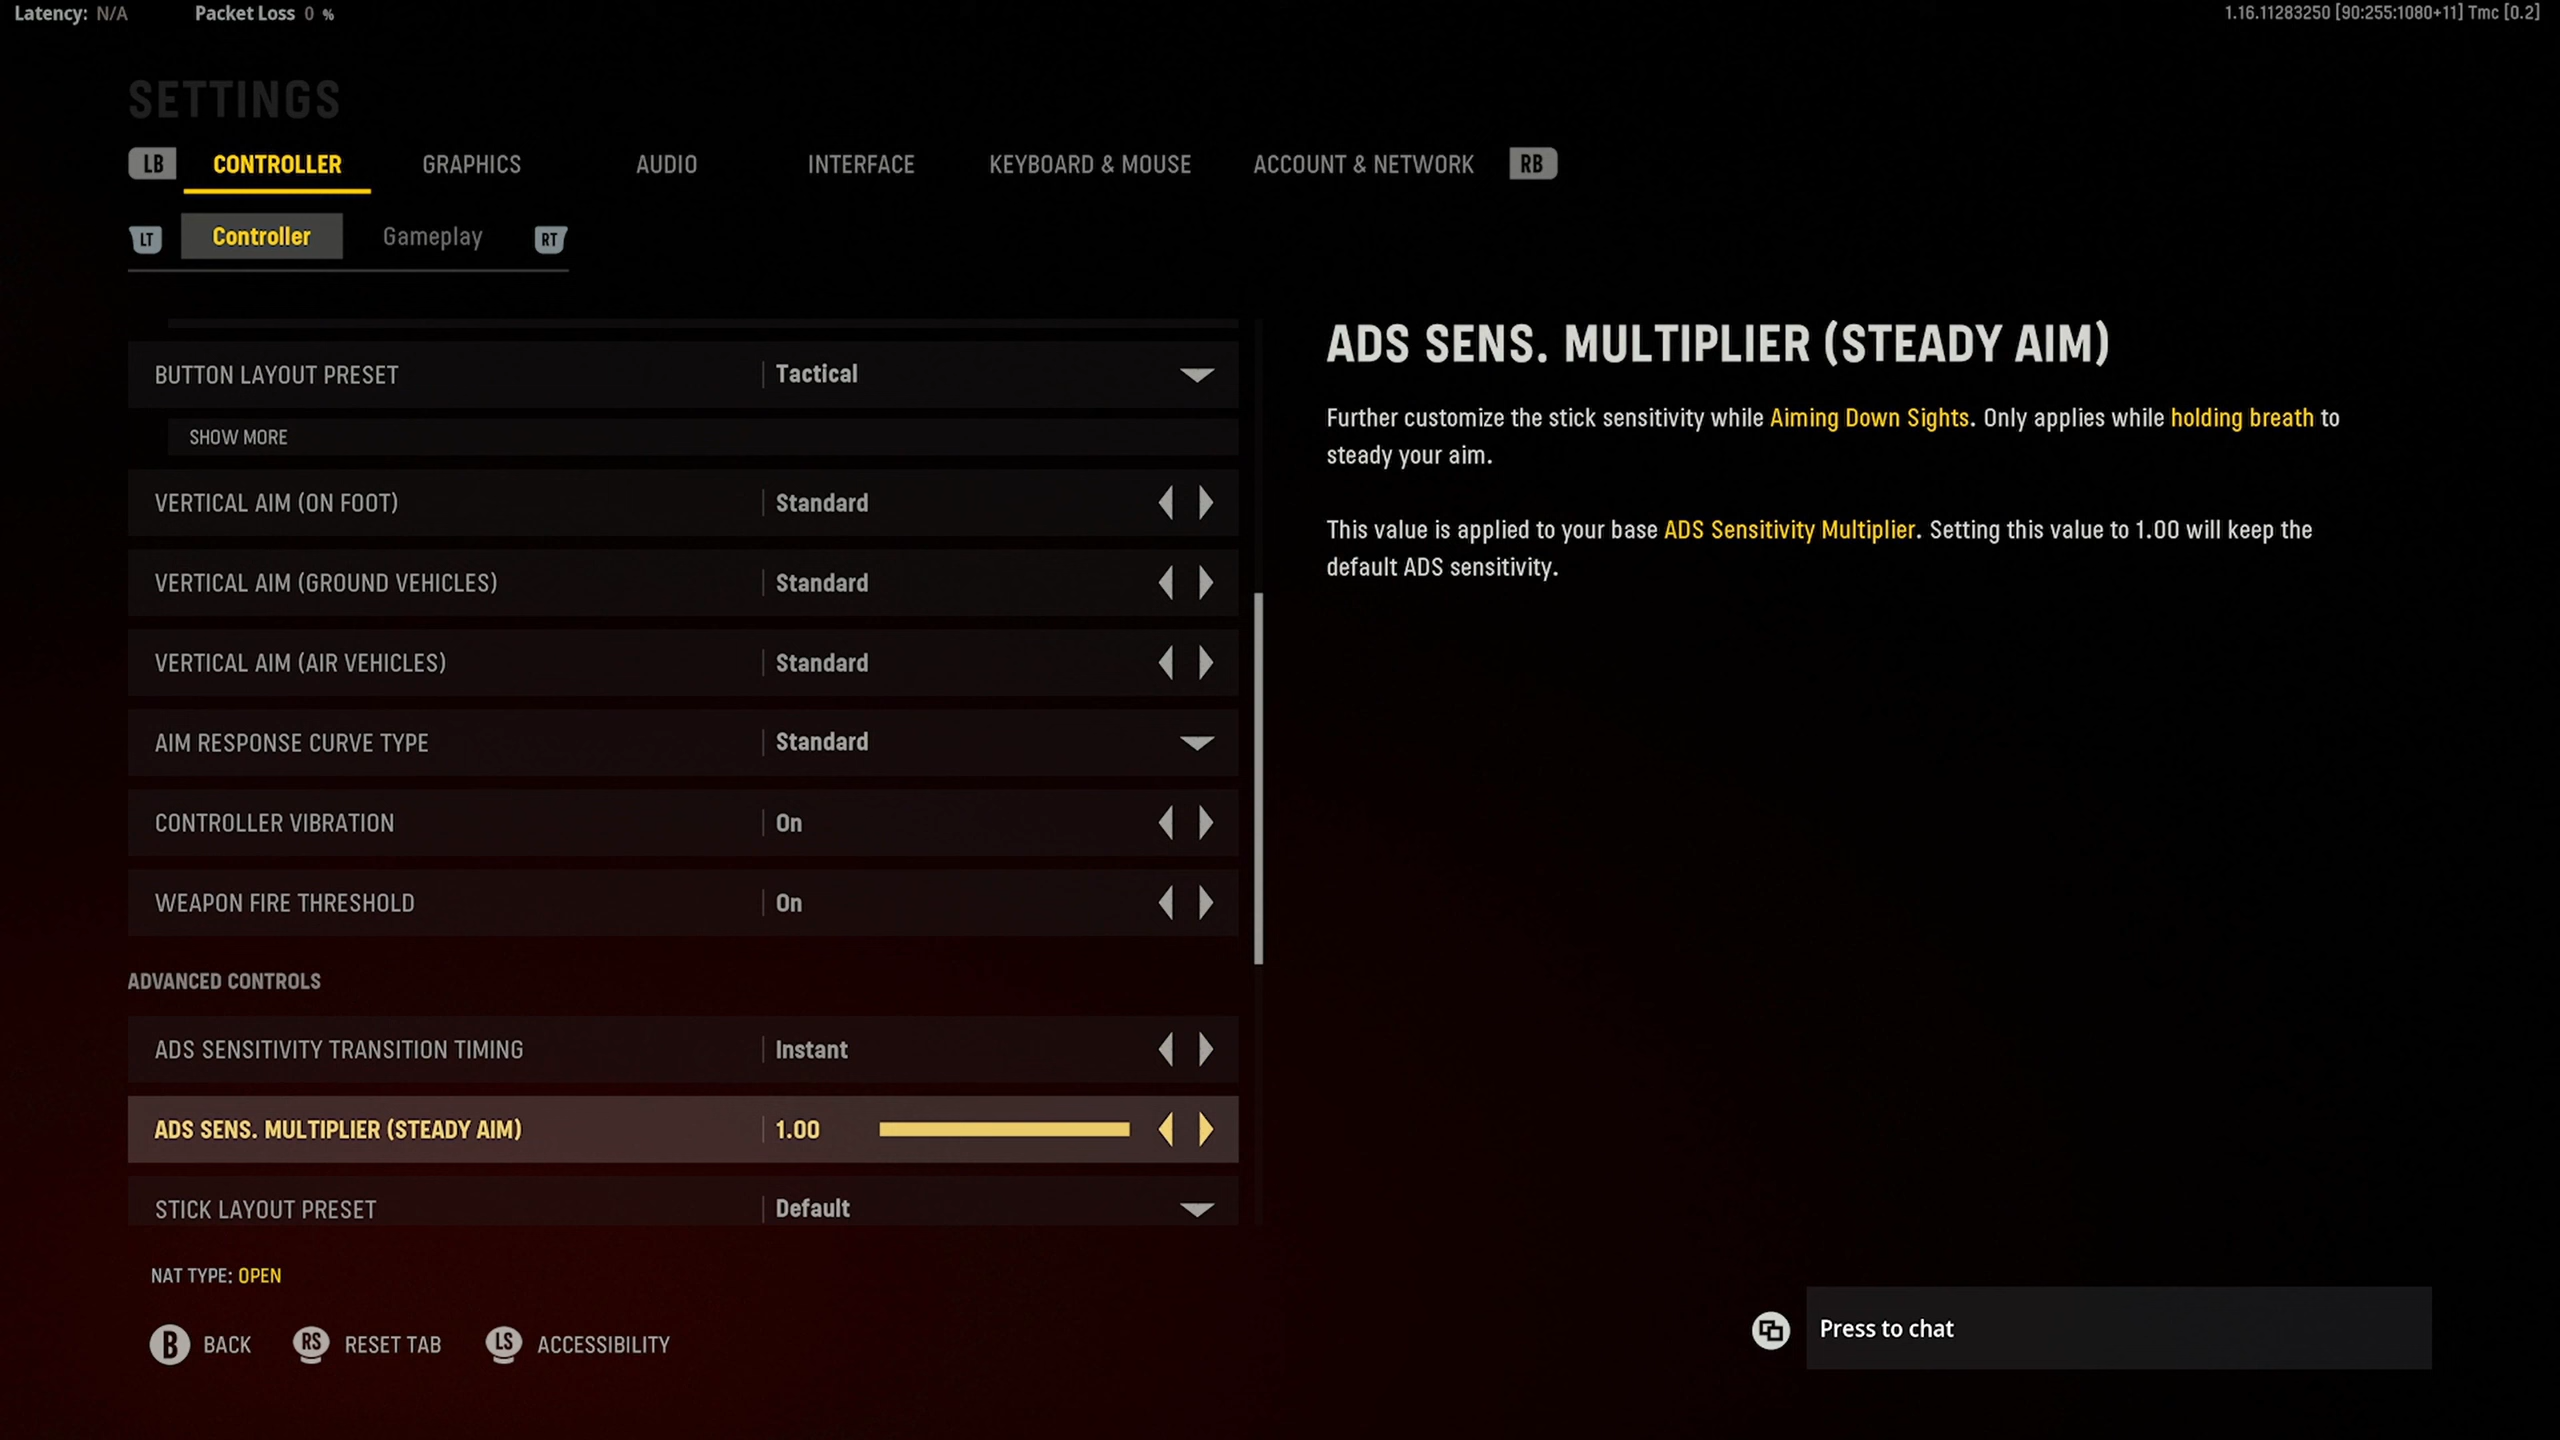 Latency: N/A Packet Loss 0 % 1.16.11283250 [90:255:1080+11] Tmc [0.2]
SETTINGS
LB CONTROLLER GRAPHICS AUDIO INTERFACE KEYBOARD & MOUSE ACCOUNT & NETWORK RB
LT Controller Gameplay RT
BUTTON LAYOUT PRESET Tactical
SHOW MORE
VERTICAL AIM (ON FOOT) Standard
VERTICAL AIM (GROUND VEHICLES) Standard
VERTICAL AIM (AIR VEHICLES) Standard
AIM RESPONSE CURVE TYPE Standard
CONTROLLER VIBRATION On
WEAPON FIRE THRESHOLD On
ADVANCED CONTROLS
ADS SENSITIVITY TRANSITION TIMING Instant
ADS SENS. MULTIPLIER (STEADY AIM) 1.00
STICK LAYOUT PRESET Default
ADS SENS. MULTIPLIER (STEADY AIM)
Further customize the stick sensitivity while Aiming Down Sights. Only applies while holding breath to
steady your aim.
This value is applied to your base ADS Sensitivity Multiplier. Setting this value to 1.00 will keep the
default ADS sensitivity.
NAT TYPE: OPEN
B BACK RS RESET TAB LS ACCESSIBILITY
Press to chat